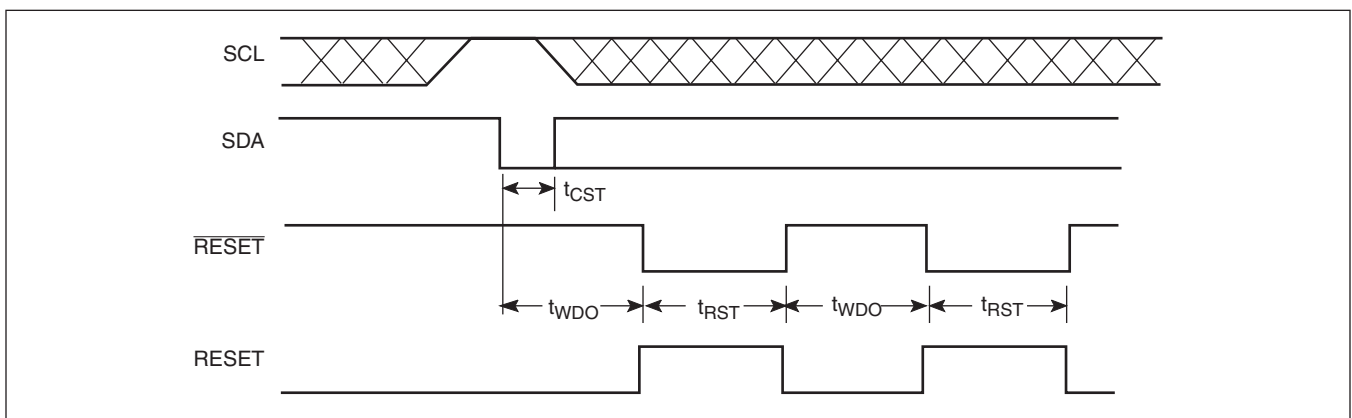 SCL
SDA
tCST
RESET
tWDO tRST tWDO tRST
RESET